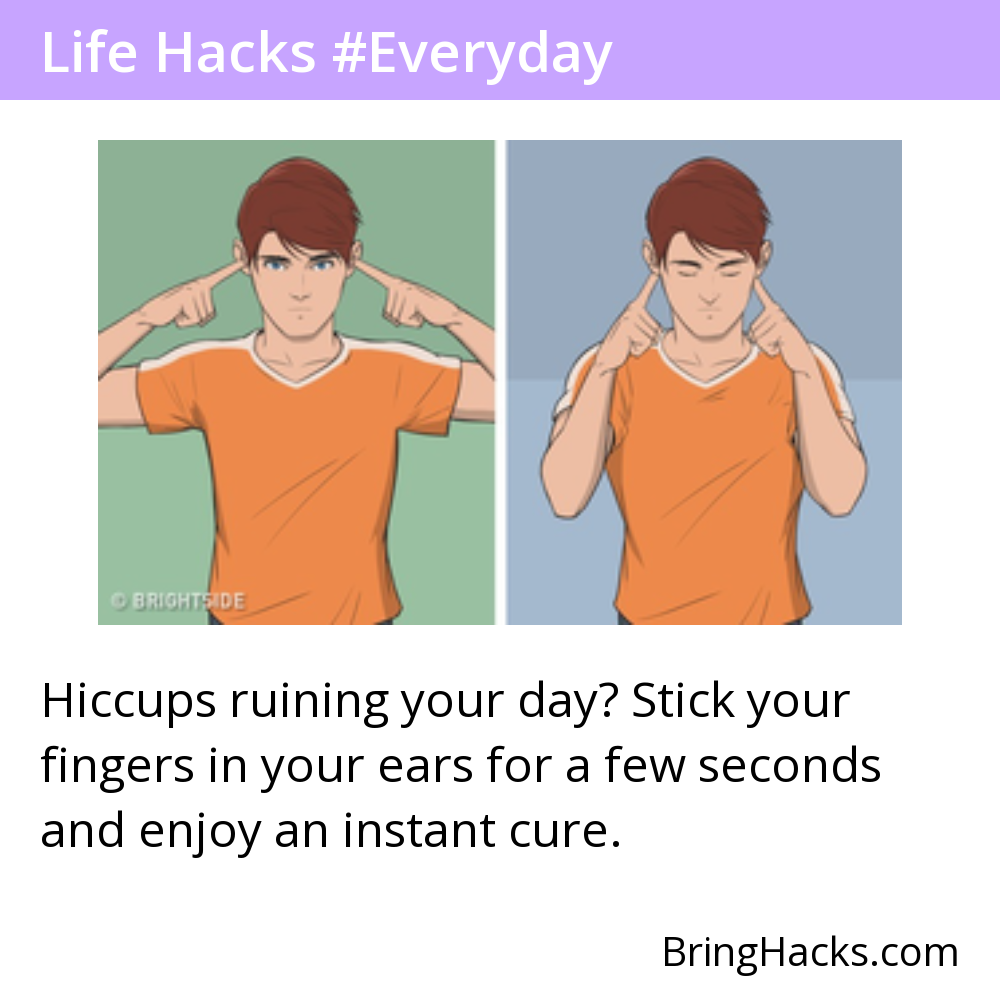 Life Hacks #Everyday
© BRIGHTSIDE
Hiccups ruining your day? Stick your
fingers in your ears for a few seconds
and enjoy an instant cure.
BringHacks.com